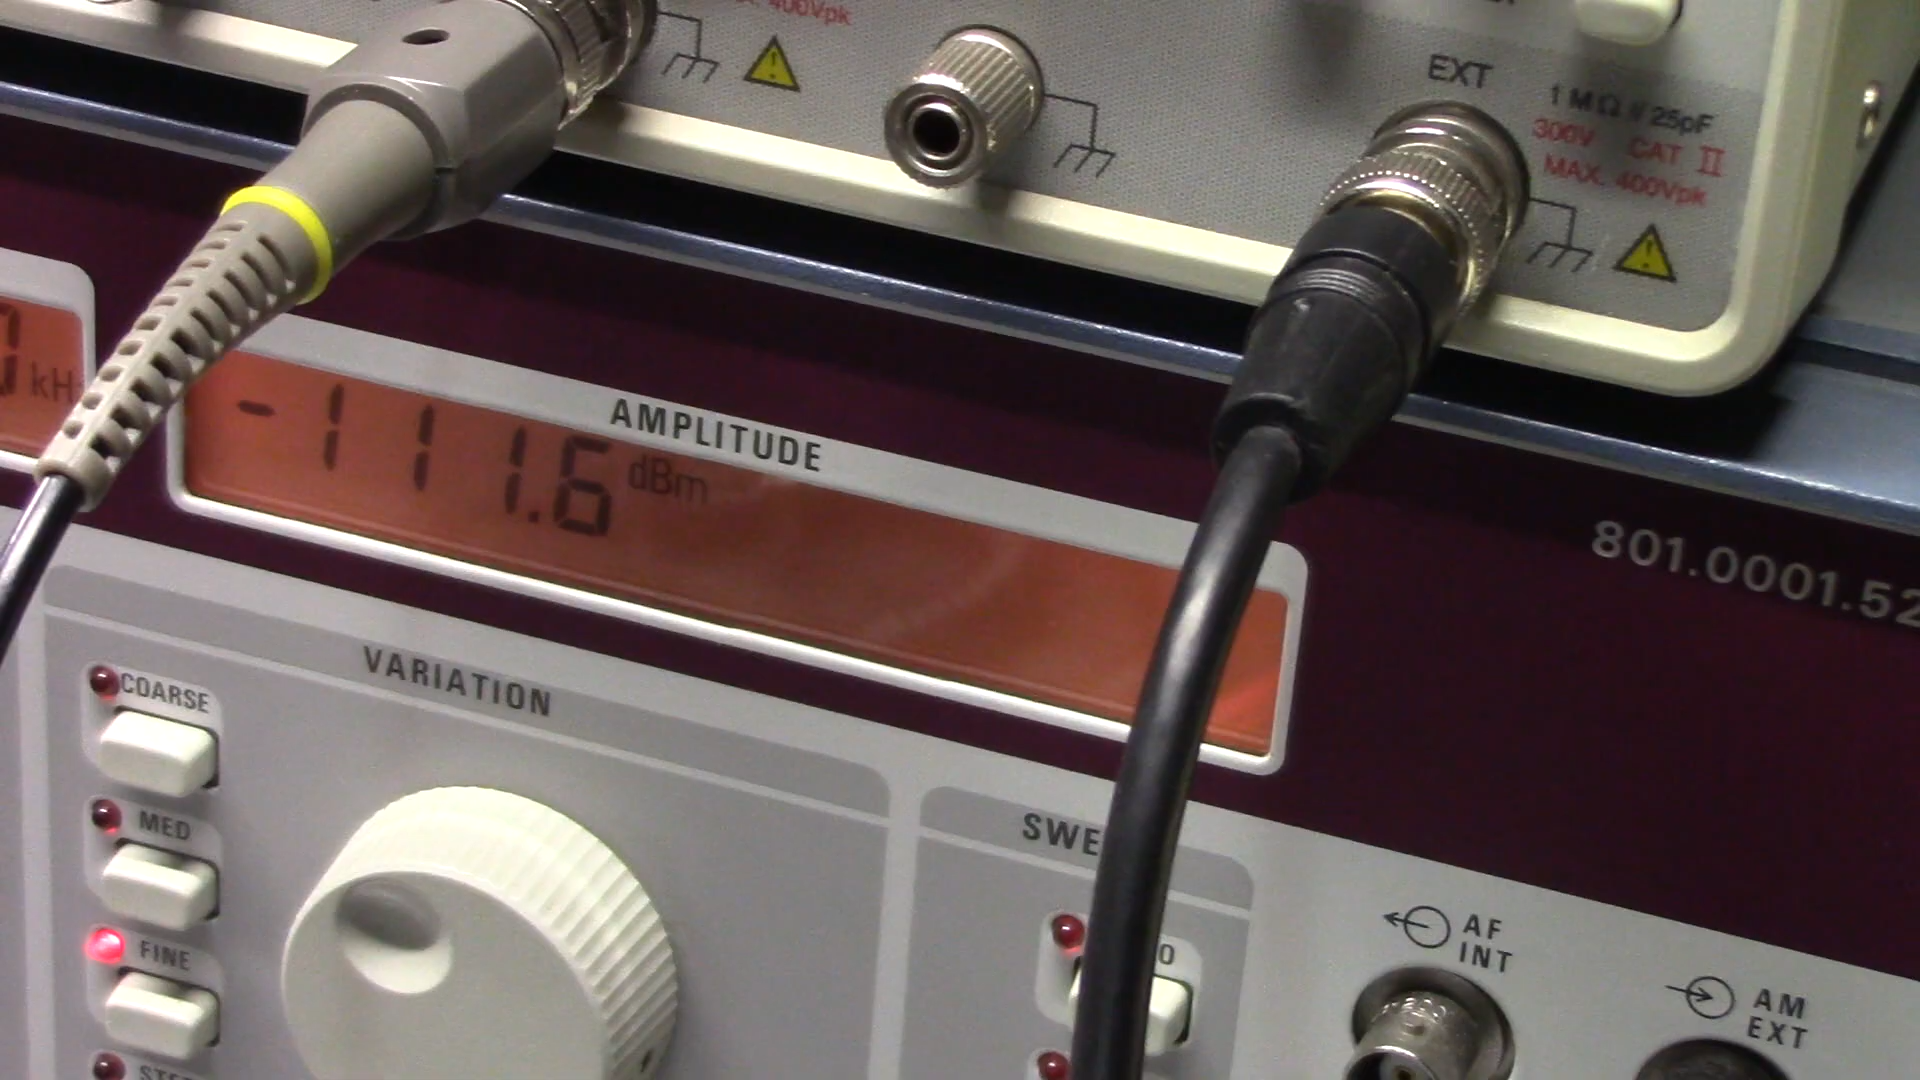 400Vpk
EXT
1 MΩ // 25pF
300V CAT II
MAX. 400Vpk
kH
AMPLITUDE
-111.6 dBm
801.0001.52
VARIATION
COARSE
MED
FINE
SWE
AF
INT
AM
EXT